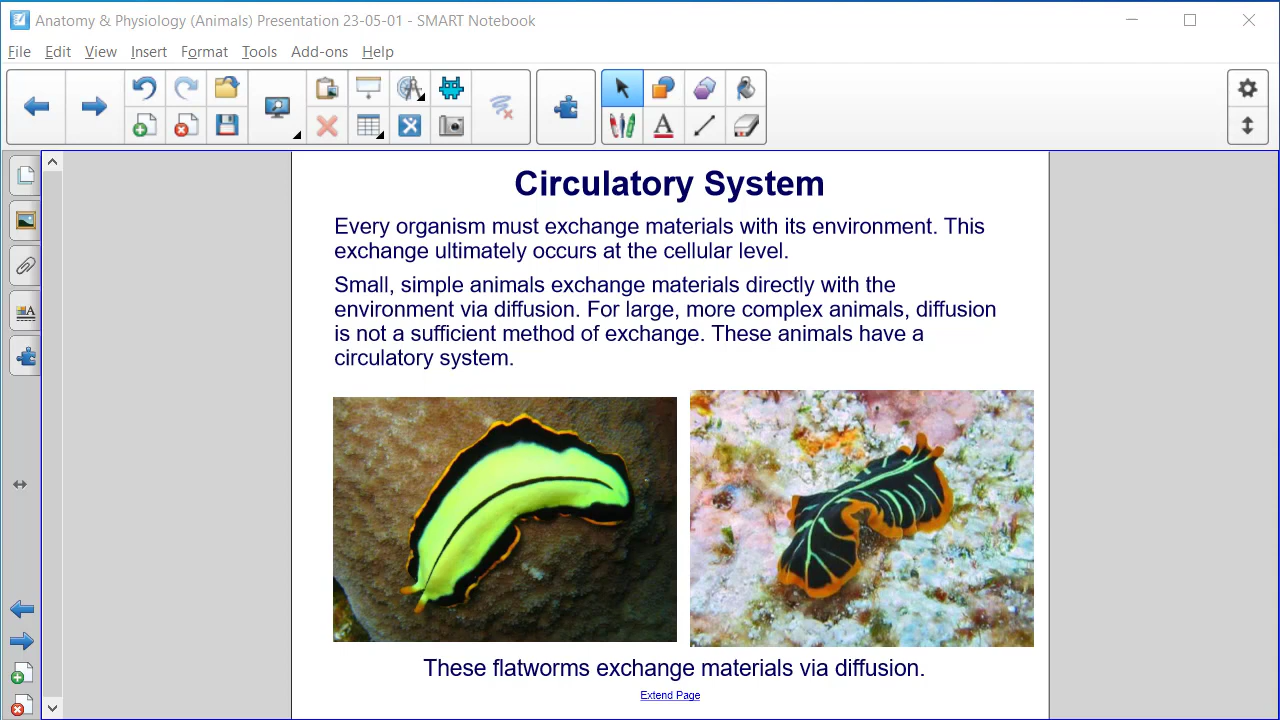 Anatomy & Physiology (Animals) Presentation 23-05-01 - SMART Notebook
File Edit View Insert Format Tools Add-ons Help
Circulatory System
Every organism must exchange materials with its environment. This
exchange ultimately occurs at the cellular level.
Small, simple animals exchange materials directly with the
environment via diffusion. For large, more complex animals, diffusion
is not a sufficient method of exchange. These animals have a
circulatory system.
These flatworms exchange materials via diffusion.
Extend Page